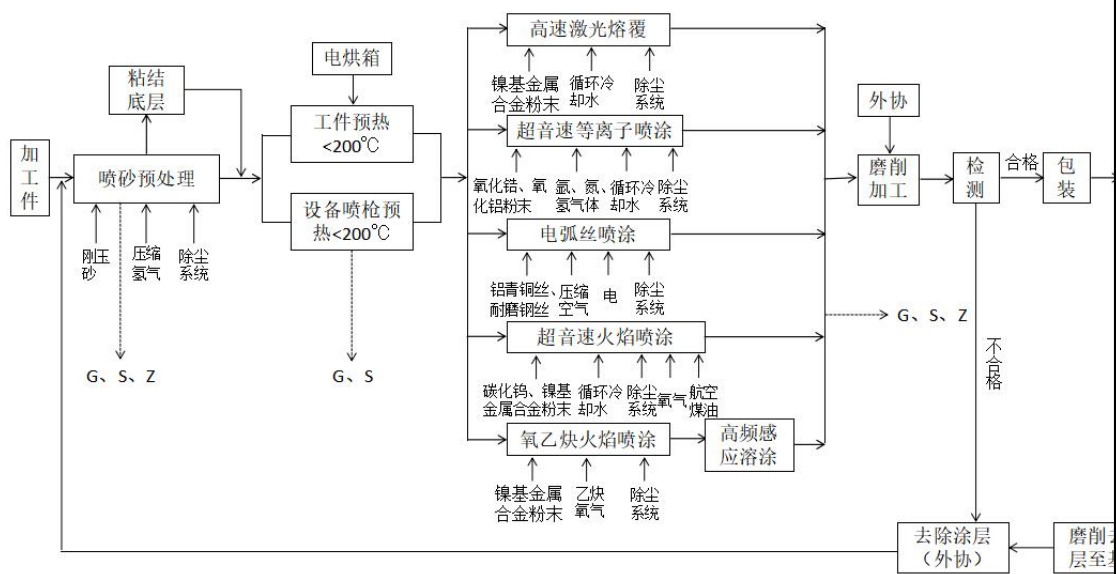 高速激光熔覆
电烘箱
镍基金属
合金粉末
循环冷
却水
除尘
系统
粘结
底层
外协
工件预热
<200℃
超音速等离子喷涂
加
工
件
喷砂预处理
磨削
加工
检
测
合格
包
装
氧化锆、氧
化铝粉末
氩、氮、
氢气体
循环冷
却水
除尘
系统
设备喷枪预
热<200℃
电弧丝喷涂
刚玉
砂
压缩
氢气
除尘
系统
铝青铜丝、
耐磨钢丝
压缩
空气
电
除尘
系统
G、S、Z
超音速火焰喷涂
不
合
格
G、S、Z
G、S
碳化钨、镍基
金属合金粉末
循环冷
却水
除尘
系统
氧气
航空
煤油
氧乙炔火焰喷涂
高频感
应溶涂
镍基金属
合金粉末
乙炔
氧气
除尘
系统
去除涂层
（外协）
磨削
层至